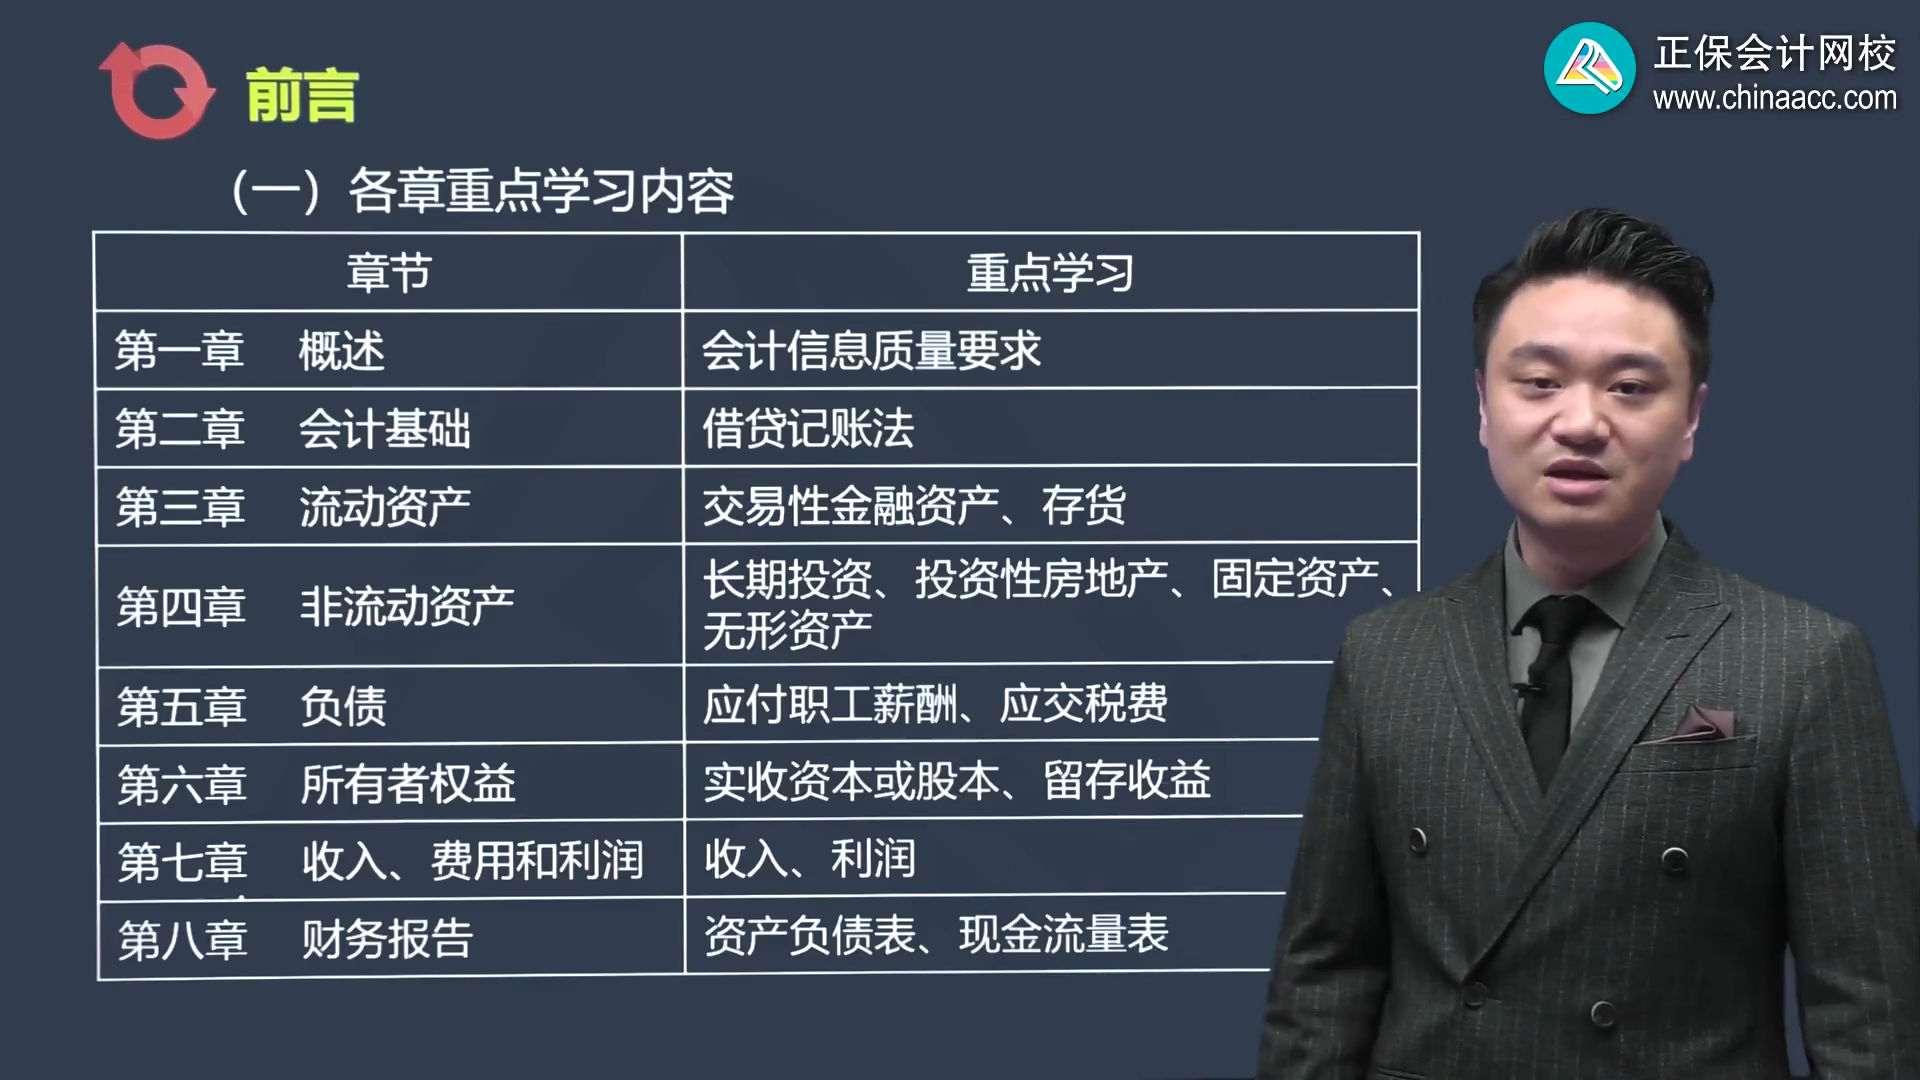 正保会计网校
www.chinaacc.com
前言
（一）各章重点学习内容
章节 重点学习
第一章 概述 会计信息质量要求
第二章 会计基础 借贷记账法
第三章 流动资产 交易性金融资产、存货
第四章 非流动资产 长期投资、投资性房地产、固定资产、
无形资产
第五章 负债 应付职工薪酬、应交税费
第六章 所有者权益 实收资本或股本、留存收益
第七章 收入、费用和利润 收入、利润
第八章 财务报告 资产负债表、现金流量表